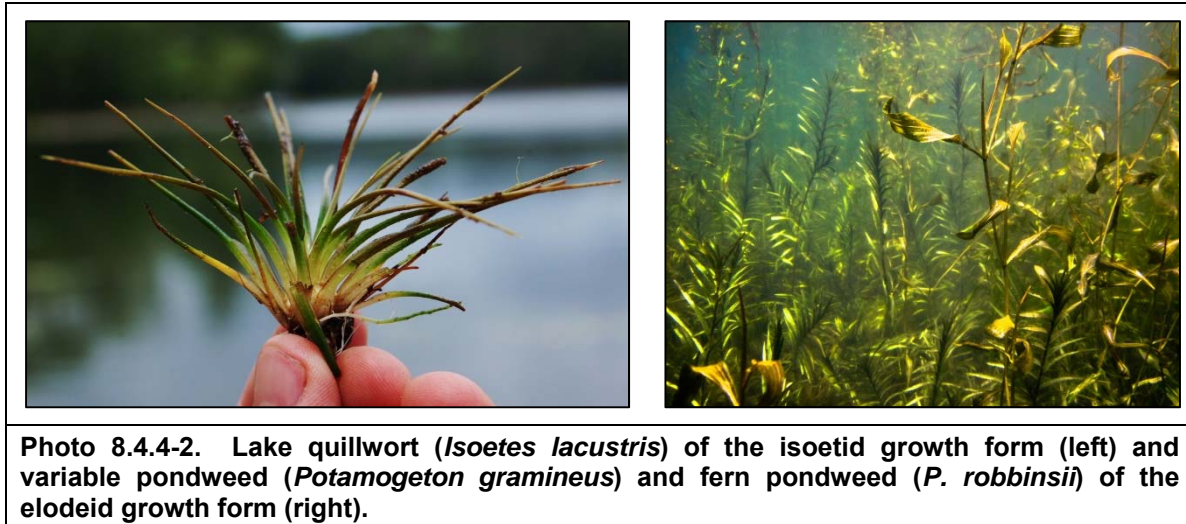 Photo 8.4.4-2. Lake quillwort (Isoetes lacustris) of the isoetid growth form (left) and
variable pondweed (Potamogeton gramineus) and fern pondweed (P. robbinsii) of the
elodeid growth form (right).